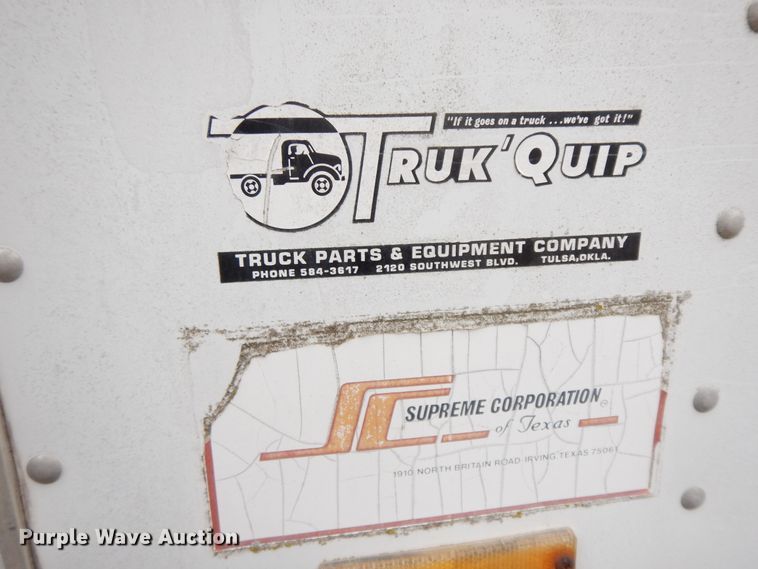 "If it goes on a truck ... we've got it!"
TRUK'QUIP
TRUCK PARTS & EQUIPMENT COMPANY
PHONE 584-3617 2120 SOUTHWEST BLVD. TULSA, OKLA.
SC SUPREME CORPORATION
of Texas
1910 NORTH BRITAIN ROAD-IRVING, TEXAS 75061
Purple Wave Auction